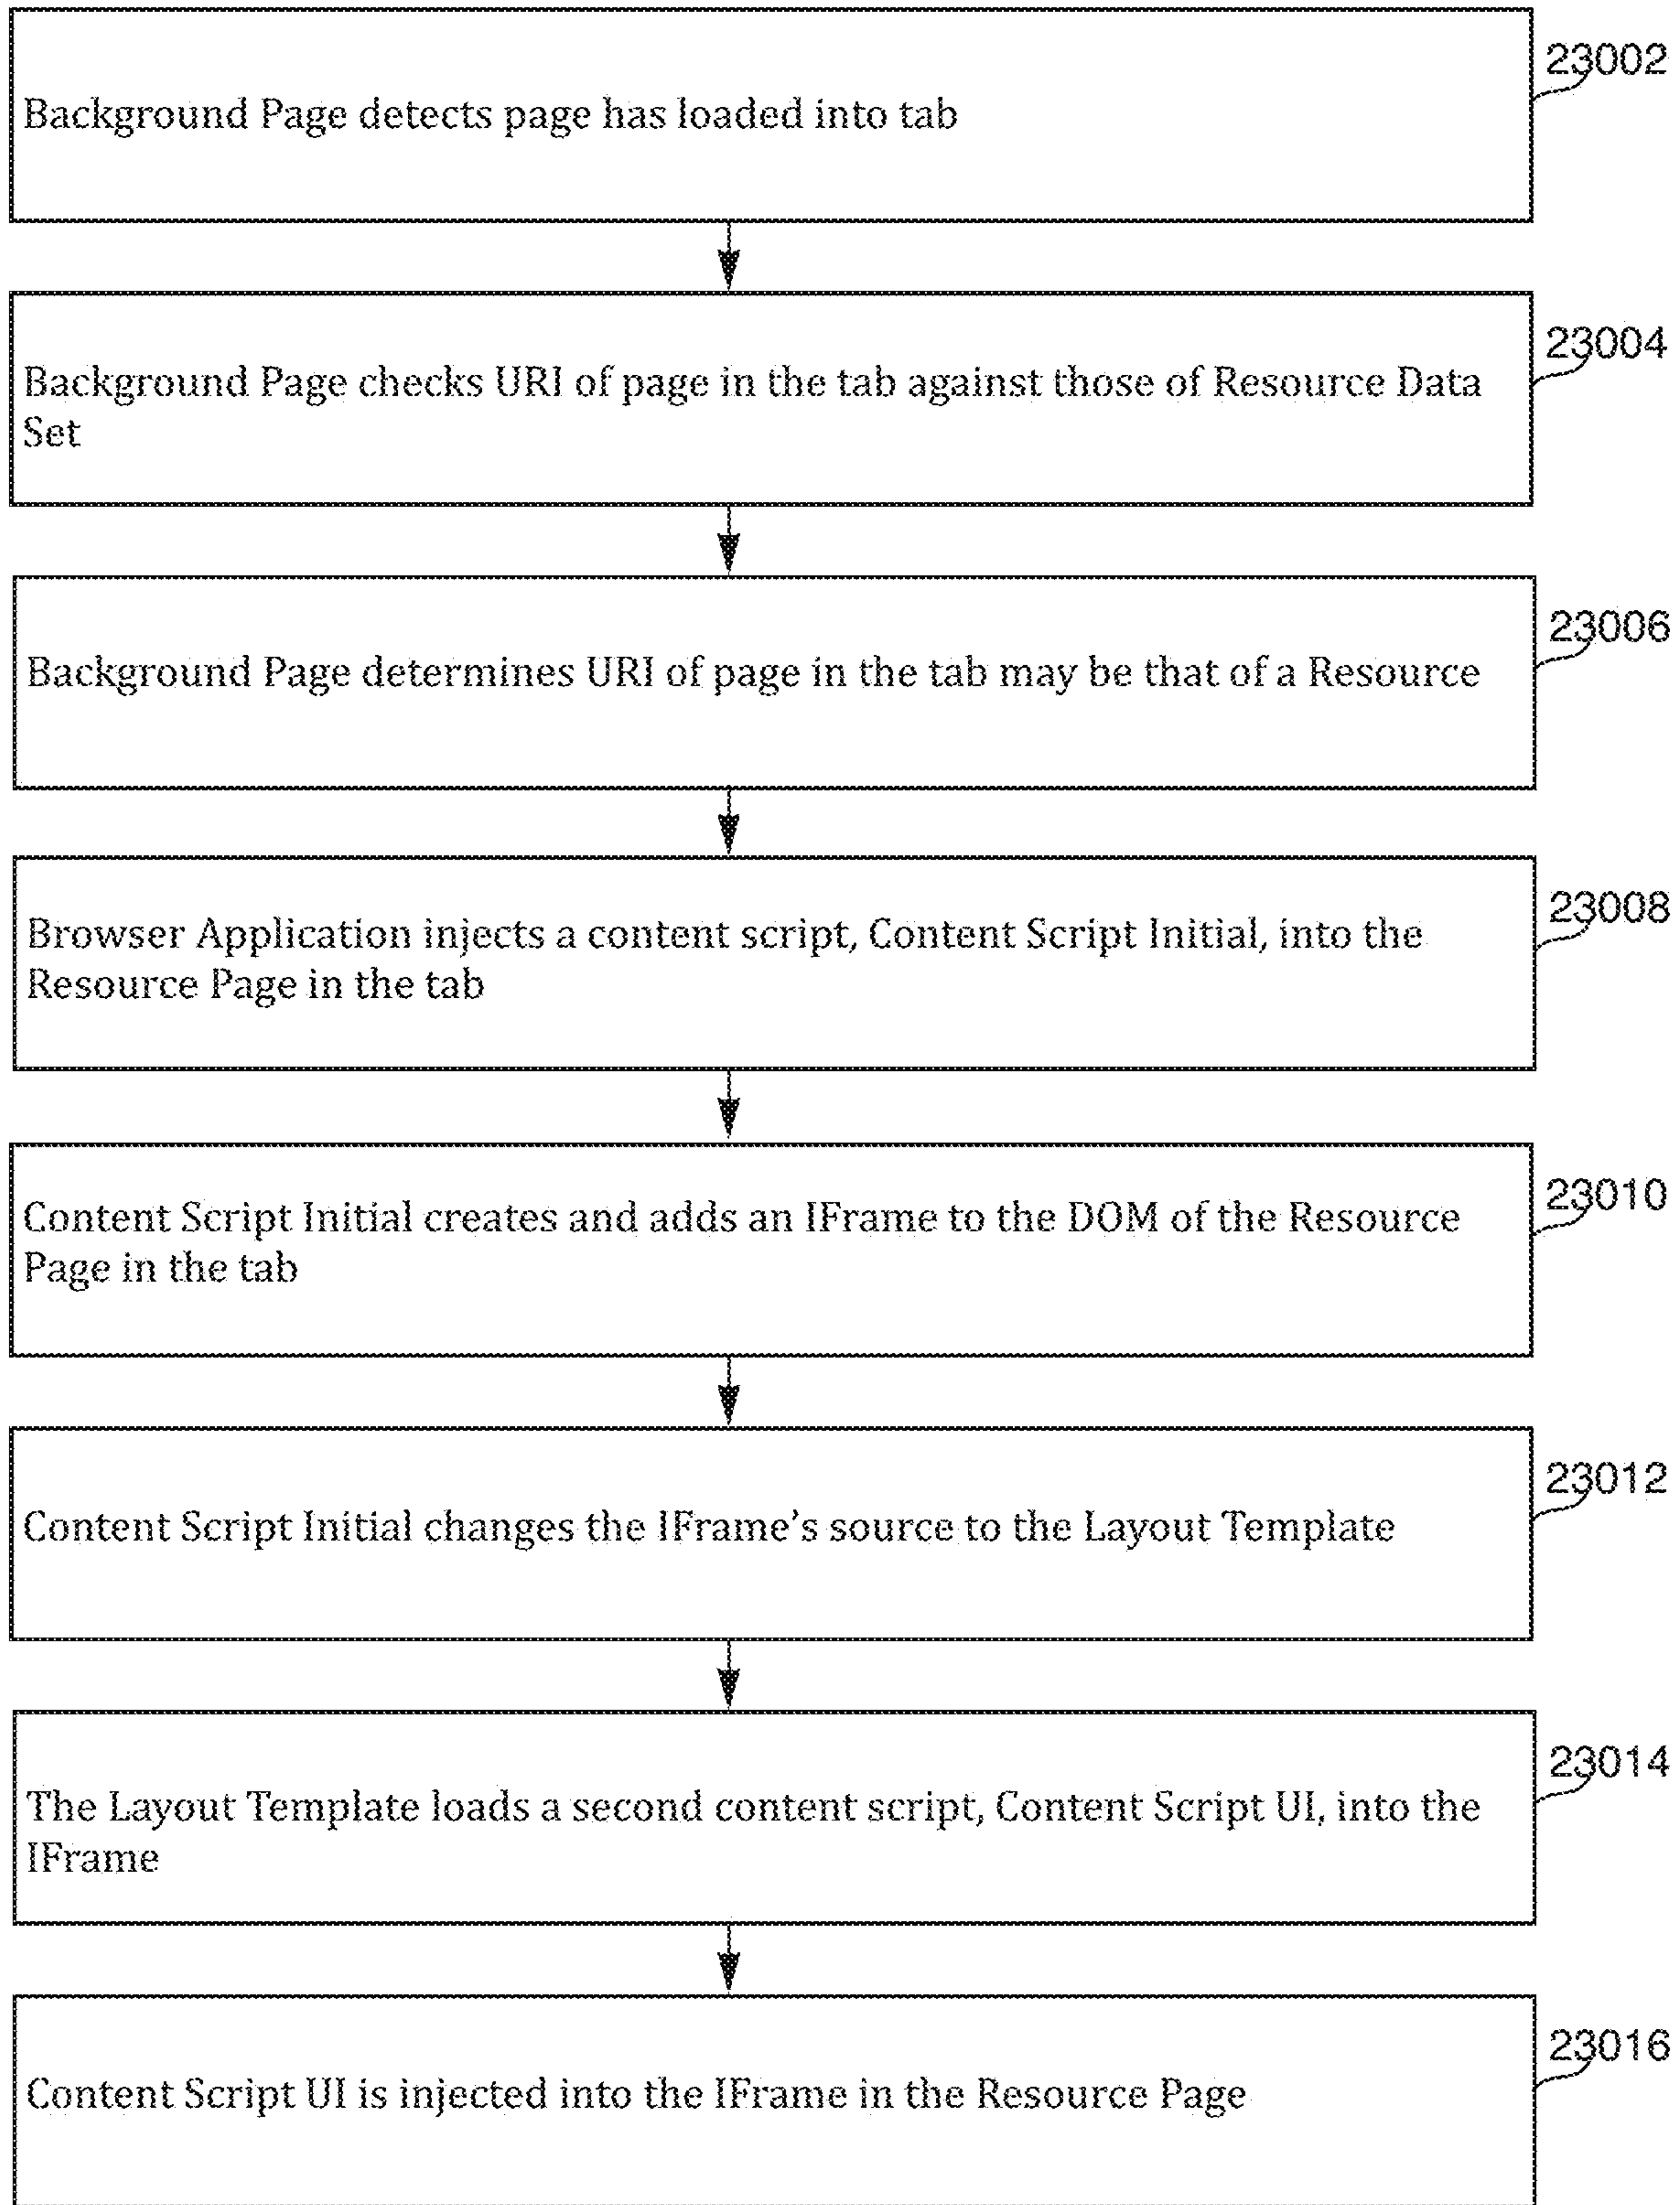 23002
Background Page detects page has loaded into tab
23004
Background Page checks URI of page in the tab against those of Resource Data
Set
23006
Background Page determines URI of page in the tab may be that of a Resource
23008
Browser Application injects a content script, Content Script Initial, into the
Resource Page in the tab
23010
Content Script Initial creates and adds an IFrame to the DOM of the Resource
Page in the tab
23012
Content Script Initial changes the IFrame's source to the Layout Template
23014
The Layout Template loads a second content script, Content Script UI, into the
IFrame
23016
Content Script UI is injected into the IFrame in the Resource Page